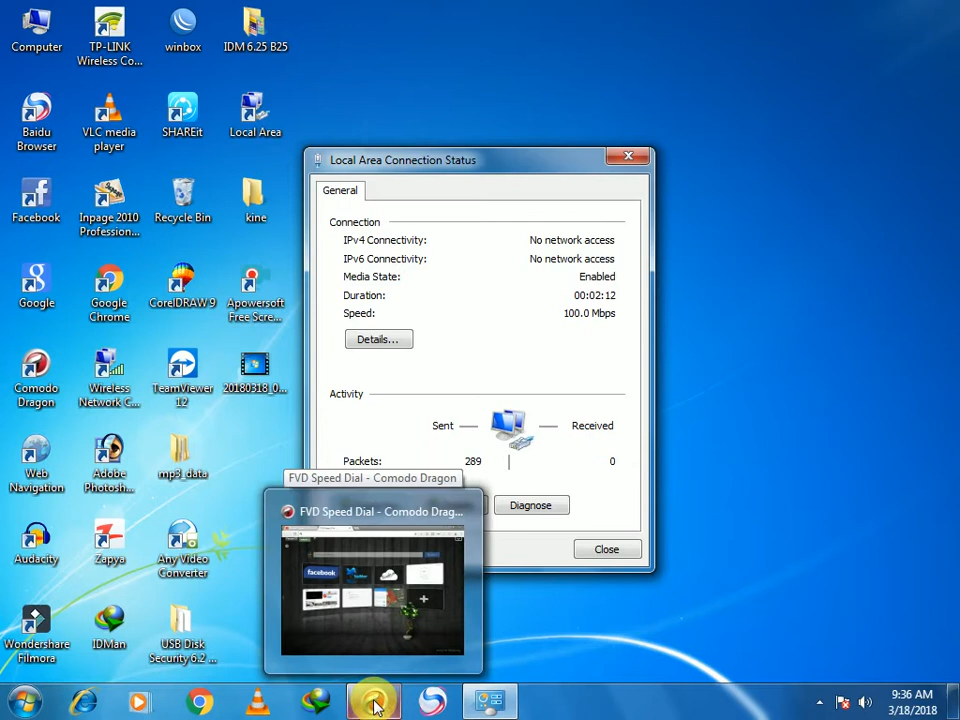 Computer
TP-LINK
Wireless Co...
winbox
IDM 6.25 B25
Baidu
Browser
VLC media
player
SHAREit
Local Area
Facebook
Inpage 2010
Profession...
Recycle Bin
kine
Google
Google
Chrome
CorelDRAW 9
Apowersoft
Free Scre...
Comodo
Dragon
Wireless
Network C...
TeamViewer
12
20180318_0...
Web
Navigation
Adobe
Photosh...
mp3_data
Audacity
Zapya
Any Video
Converter
Wondershare
Filmora
IDMan
USB Disk
Security 6.2 ...
Local Area Connection Status
General
Connection
IPv4 Connectivity: No network access
IPv6 Connectivity: No network access
Media State: Enabled
Duration: 00:02:12
Speed: 100.0 Mbps
Details...
Activity
Sent
Received
Packets: 289 0
Diagnose
Close
FVD Speed Dial - Comodo Dragon
FVD Speed Dial - Comodo Drag...
facebook
9:36 AM
3/18/2018